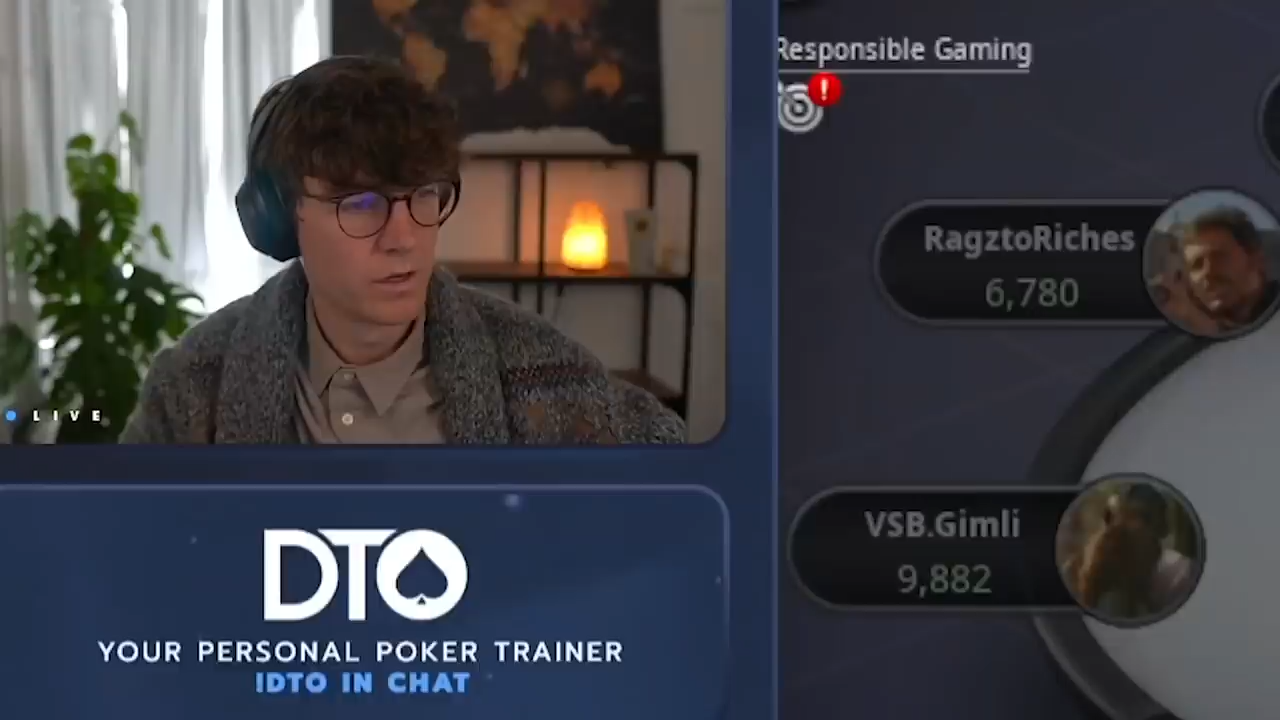 Responsible Gaming
!
RagztoRiches
6,780
LIVE
VSB.Gimli
9,882
DTO
YOUR PERSONAL POKER TRAINER
!DTO IN CHAT